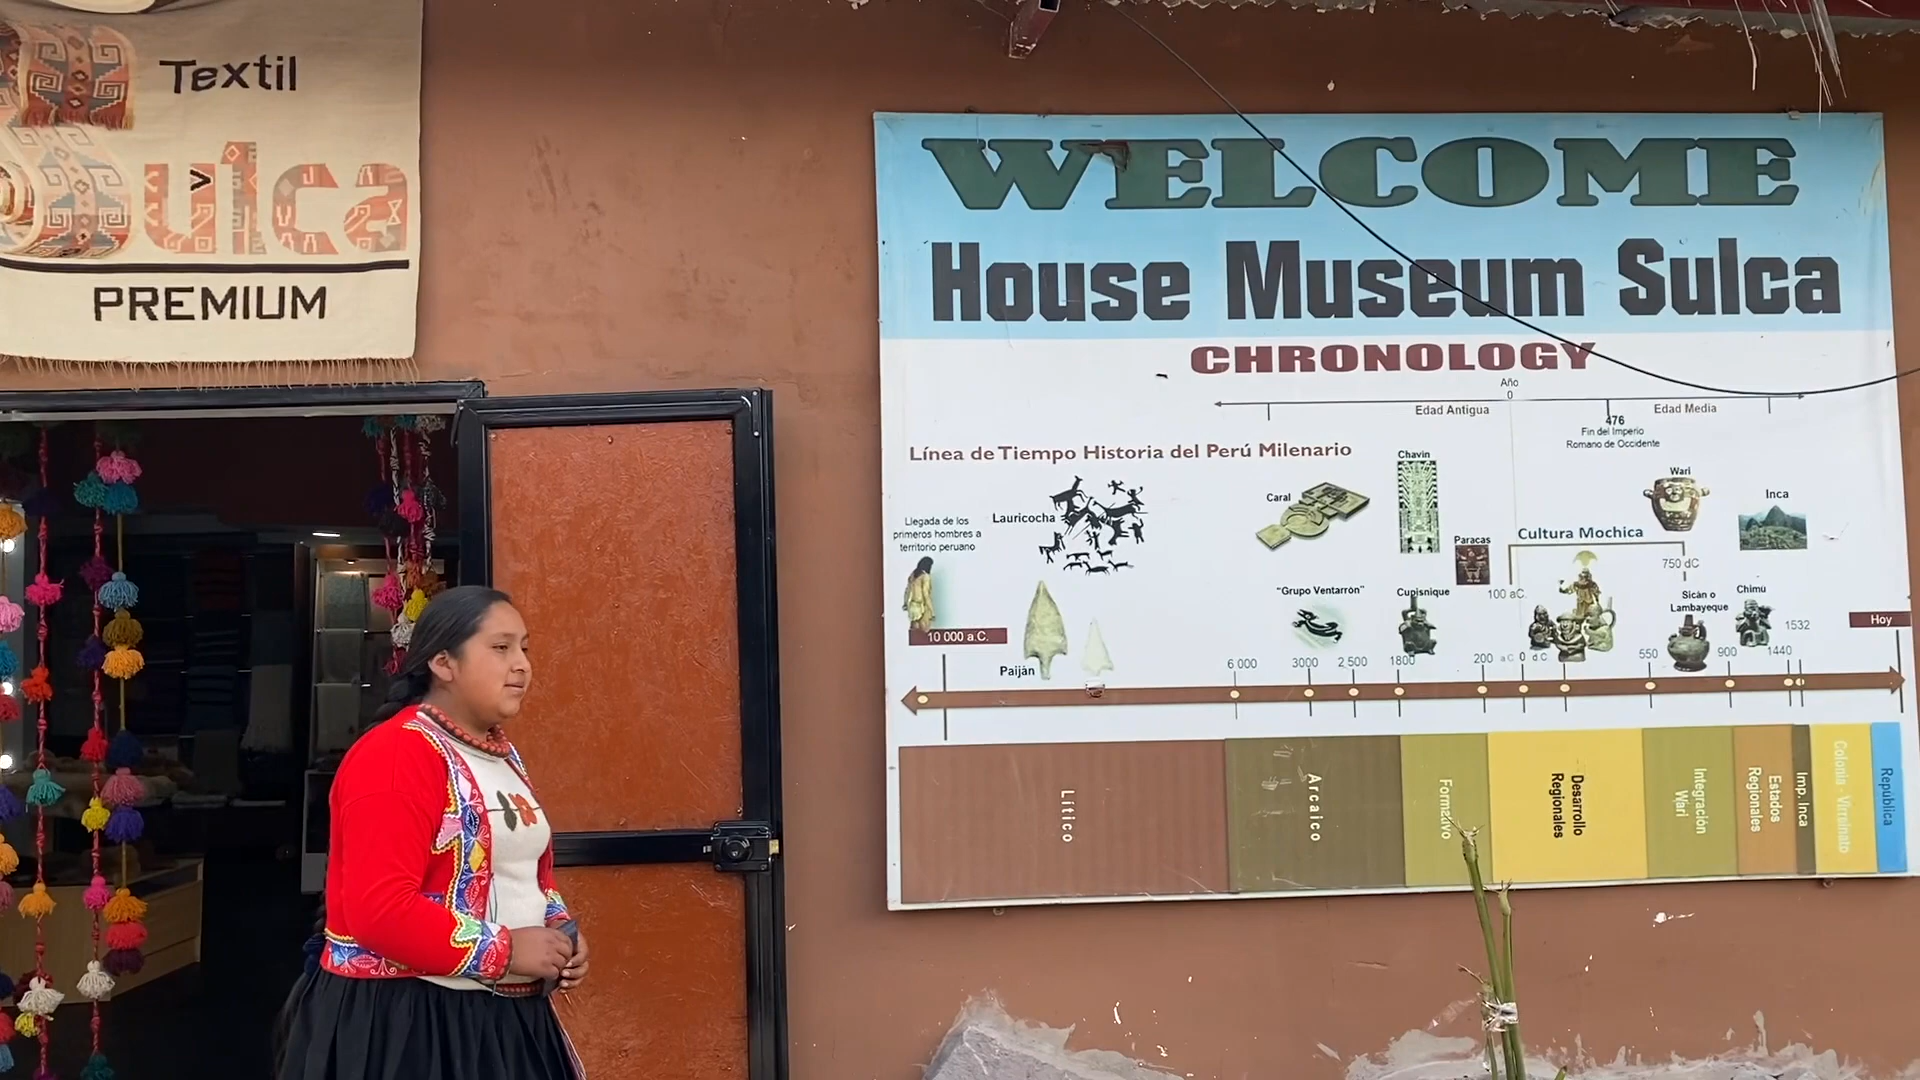 Textil
Sulca
PREMIUM
WELCOME
House Museum Sulca
CHRONOLOGY
Año
0
Edad Antigua
Edad Media
476
Fin del Imperio
Romano de Occidente
Línea de Tiempo Historia del Perú Milenario
Llegada de los
primeros hombres a
territorio peruano
Lauricocha
Caral
Chavin
Paracas
Cultura Mochica
Wari
Inca
"Grupo Ventarrón"
Cupisnique
100 aC.
750 dC
Sicán o
Lambayeque
Chimú
10 000 a.C.
Paiján
1532
Hoy
6 000
3000
2,500
1800
200
a.C.
0
d.C
550
900
1440
Lítico
Arcaico
Formativo
Desarrollo
Regionales
Integración
Wari
Estados
Regionales
Imp. Inca
Colonia - Virreinato
República